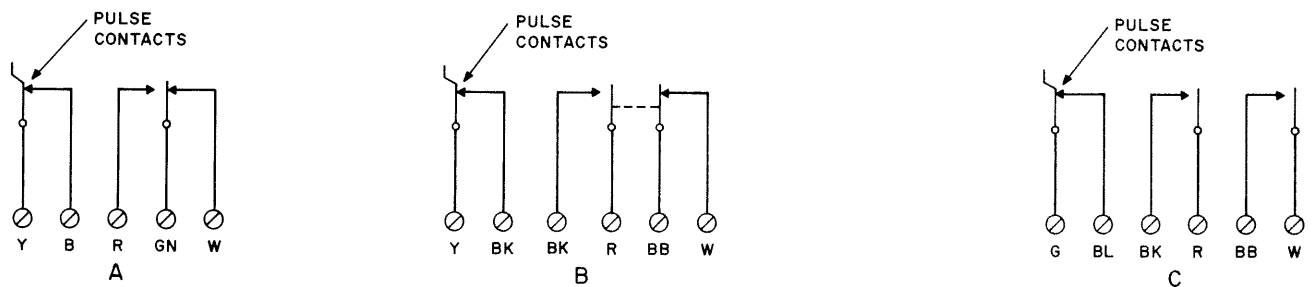 PULSE
CONTACTS
Y B R GN W
A
PULSE
CONTACTS
Y BK BK R BB W
B
PULSE
CONTACTS
G BL BK R BB W
C